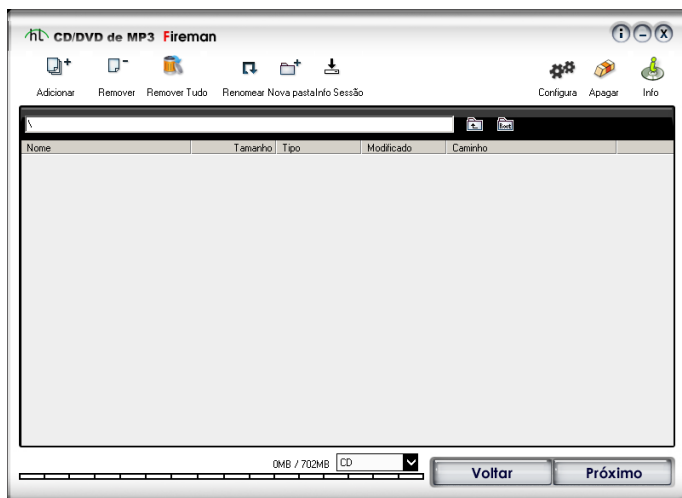 ht CD/DVD de MP3 Fireman
Adicionar Remover Remover Tudo Renomear Nova pasta Info Sessão Configura Apagar Info
\
Nome Tamanho Tipo Modificado Caminho
0MB / 702MB CD
Voltar Próximo